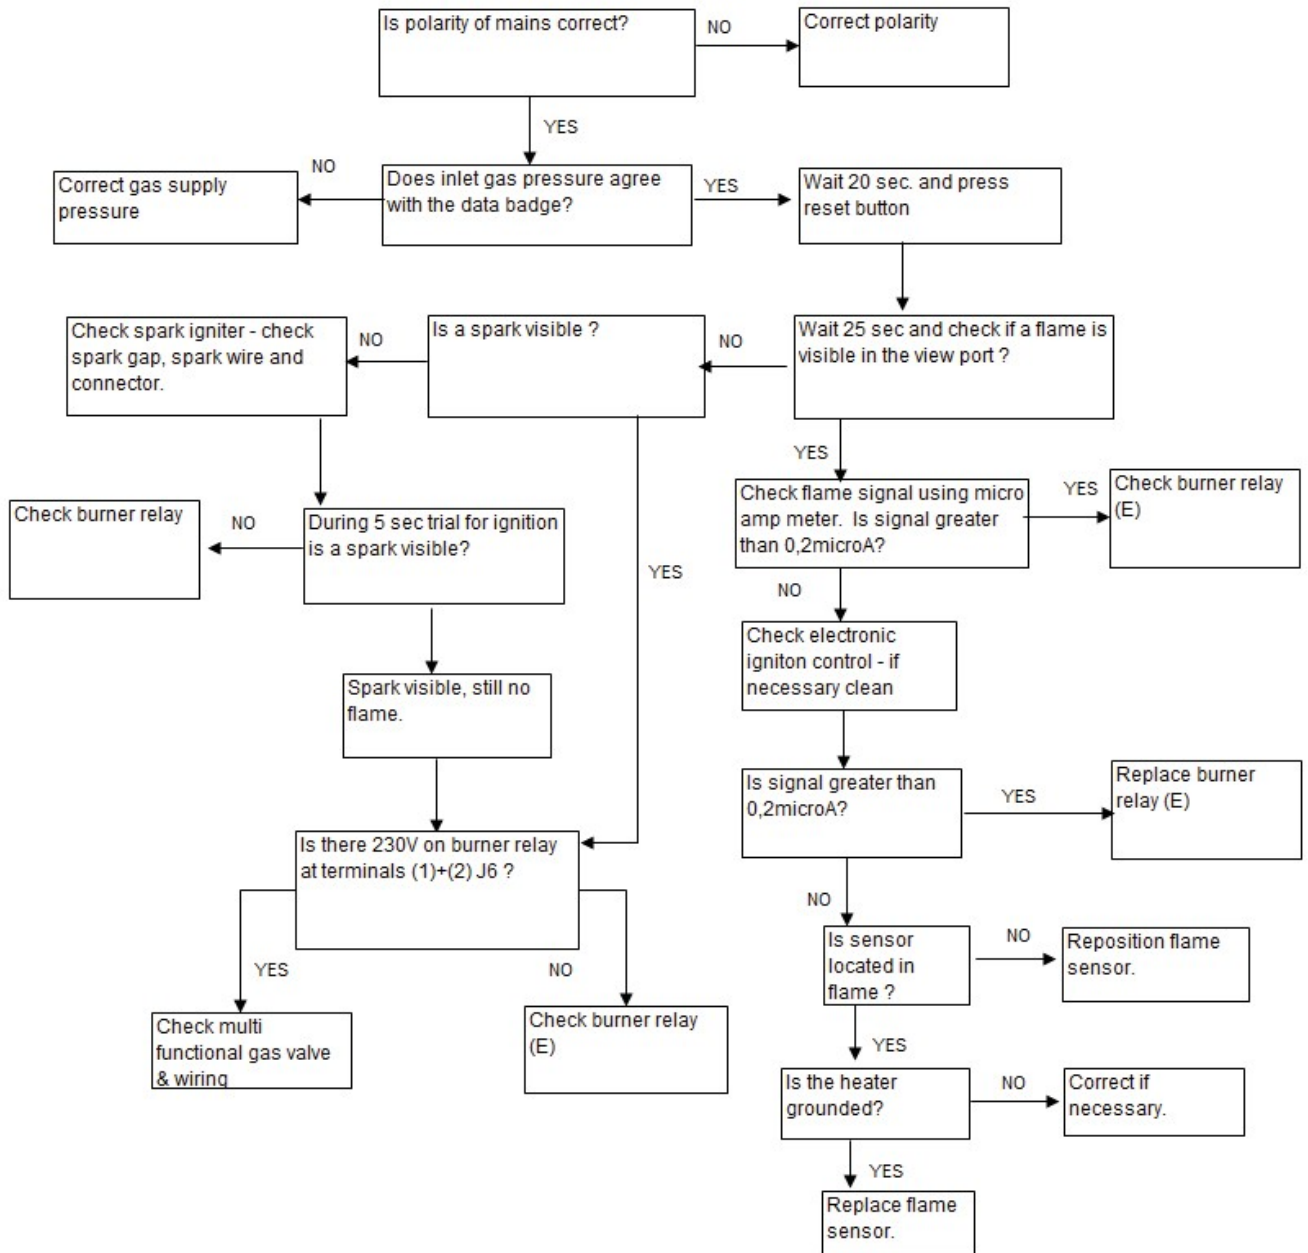 Is polarity of mains correct?
NO
Correct polarity
YES
NO
Correct gas supply
pressure
Does inlet gas pressure agree
with the data badge?
YES
Wait 20 sec. and press
reset button
Check spark igniter - check
spark gap, spark wire and
connector.
NO
Is a spark visible ?
NO
Wait 25 sec and check if a flame is
visible in the view port ?
YES
Check burner relay
NO
During 5 sec trial for ignition
is a spark visible?
YES
Check flame signal using micro
amp meter. Is signal greater
than 0,2microA?
YES
Check burner relay
(E)
NO
Spark visible, still no
flame.
Check electronic
igniton control - if
necessary clean
Is signal greater than
0,2microA?
YES
Replace burner
relay (E)
Is there 230V on burner relay
at terminals (1)+(2) J6 ?
NO
YES
NO
Is sensor
located in
flame ?
NO
Reposition flame
sensor.
Check multi
functional gas valve
& wiring
Check burner relay
(E)
YES
Is the heater
grounded?
NO
Correct if
necessary.
YES
Replace flame
sensor.